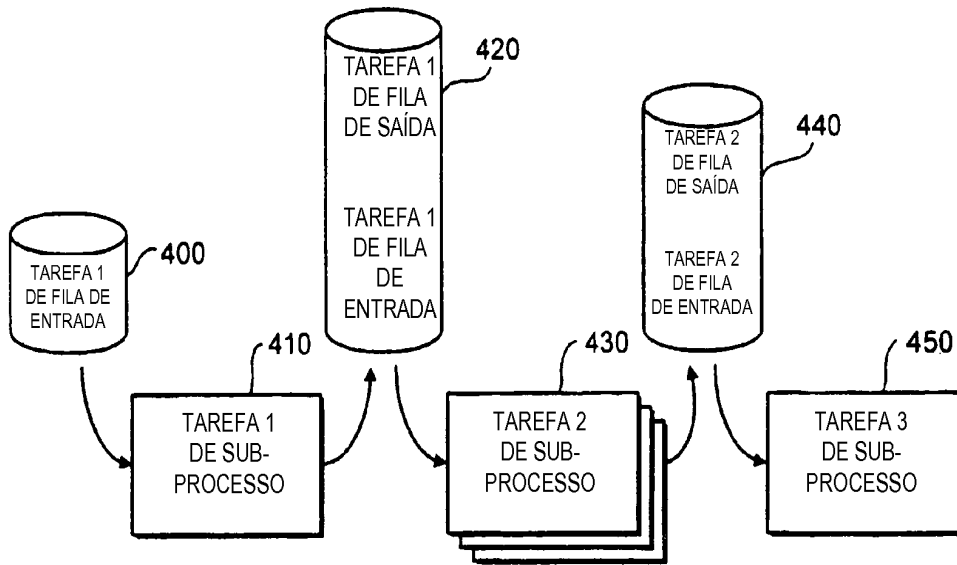 TAREFA 1
DE FILA DE
ENTRADA
400
TAREFA 1
DE SUB-
PROCESSO
410
TAREFA 1
DE FILA
DE SAÍDA
TAREFA 1
DE FILA
DE
ENTRADA
420
TAREFA 2
DE SUB-
PROCESSO
430
TAREFA 2
DE FILA
DE SAÍDA
TAREFA 2
DE FILA
DE ENTRADA
440
TAREFA 3
DE SUB-
PROCESSO
450